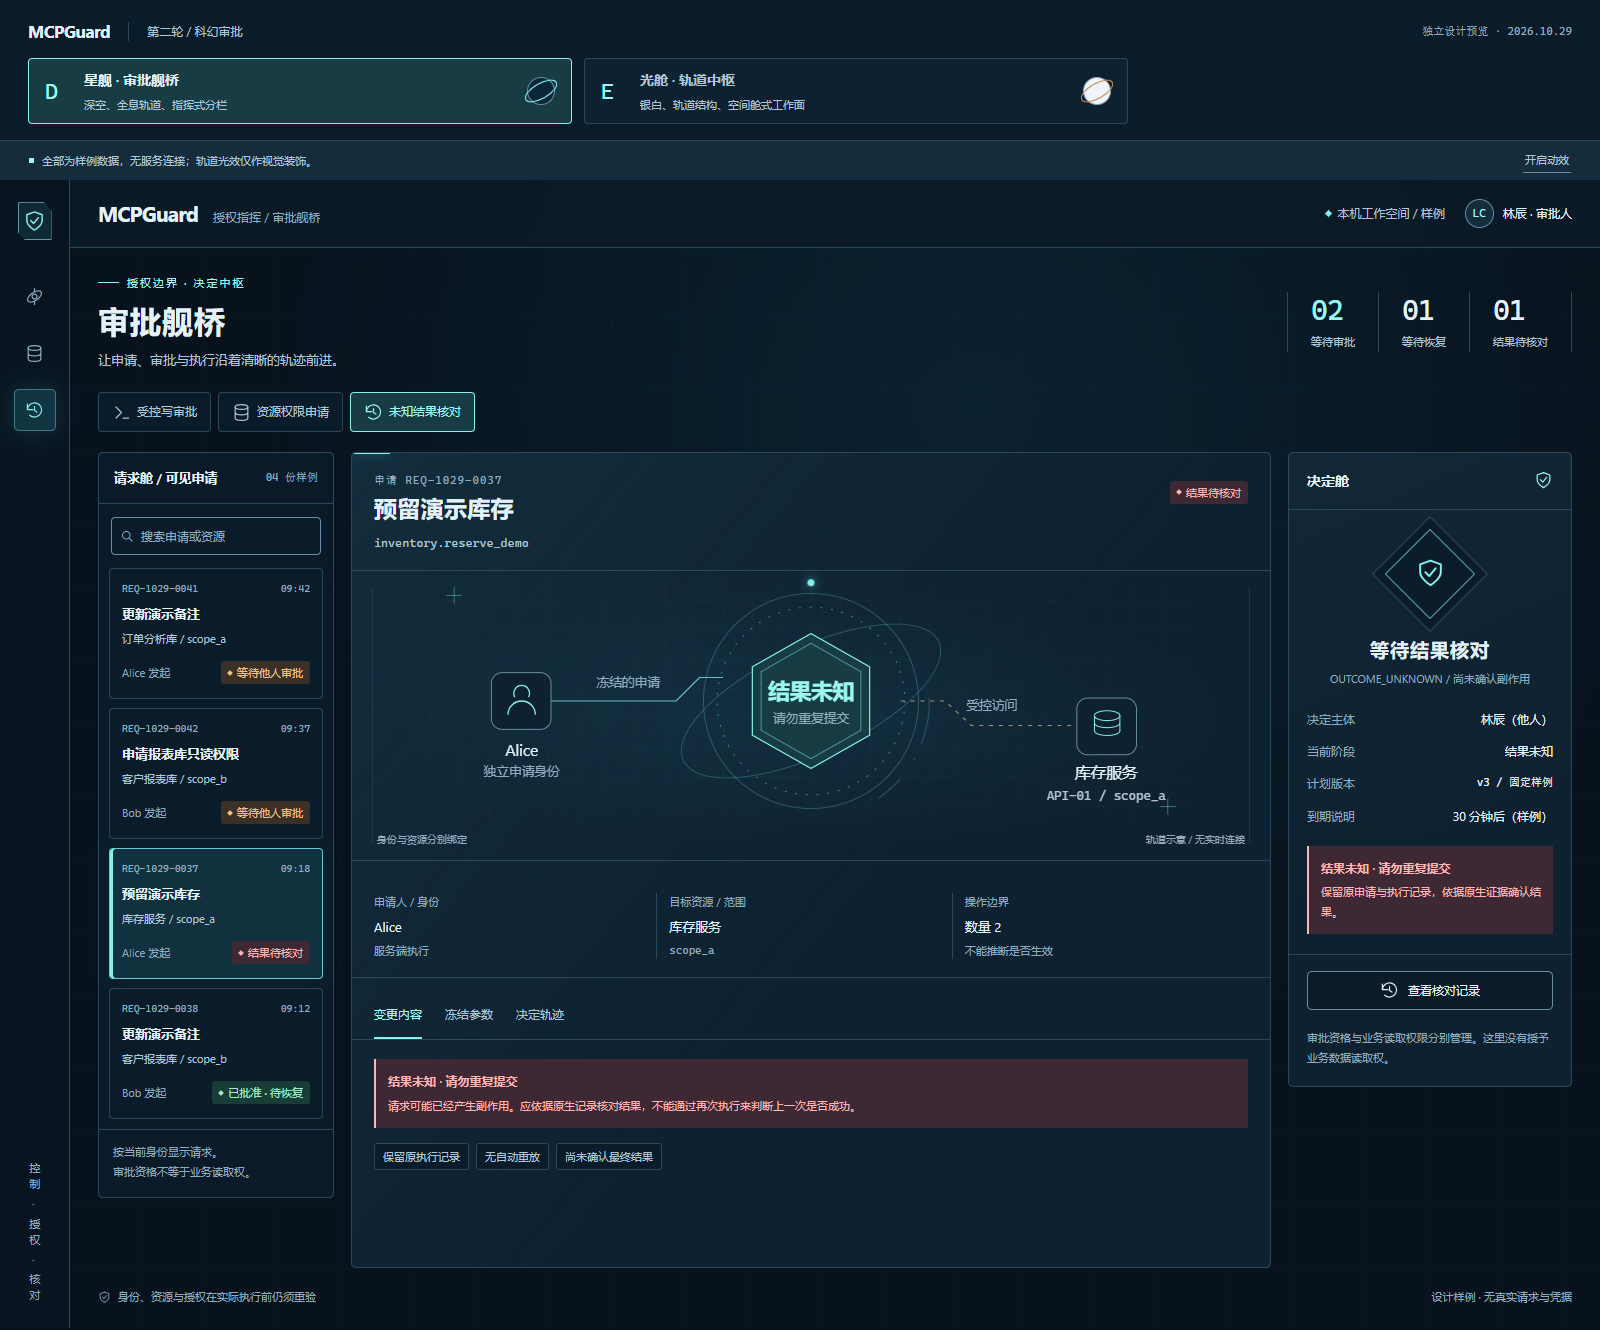 MCPGuard
第二轮 / 科幻审批
独立设计预览 · 2026.10.29
D
星舰 · 审批舰桥
深空、全息轨道、指挥式分栏
E
光舱 · 轨道中枢
银白、轨道结构、空间舱式工作面
全部为样例数据，无服务连接；轨道光效仅作视觉装饰。
开启动效
MCPGuard
授权指挥 / 审批舰桥
本机工作空间 / 样例
LC
林辰 · 审批人
授权边界 · 决定中枢
审批舰桥
让申请、审批与执行沿着清晰的轨迹前进。
02
等待审批
01
等待恢复
01
结果待核对
受控写审批
资源权限申请
未知结果核对
请求舱 / 可见申请
04 份样例
搜索申请或资源
REQ-1029-0041
09:42
更新演示备注
订单分析库 / scope_a
Alice 发起
等待他人审批
REQ-1029-0042
09:37
申请报表库只读权限
客户报表库 / scope_b
Bob 发起
等待他人审批
REQ-1029-0037
09:18
预留演示库存
库存服务 / scope_a
Alice 发起
结果待核对
REQ-1029-0038
09:12
更新演示备注
客户报表库 / scope_b
Bob 发起
已批准 · 待恢复
按当前身份显示请求。
审批资格不等于业务读取权。
申请 REQ-1029-0037
预留演示库存
inventory.reserve_demo
结果待核对
冻结的申请
结果未知
请勿重复提交
受控访问
Alice
独立申请身份
库存服务
API-01 / scope_a
身份与资源分别绑定
轨道示意 / 无实时连接
申请人 / 身份
Alice
服务端执行
目标资源 / 范围
库存服务
scope_a
操作边界
数量 2
不能推断是否生效
变更内容
冻结参数
决定轨迹
结果未知 · 请勿重复提交
请求可能已经产生副作用。应依据原生记录核对结果，不能通过再次执行来判断上一次是否成功。
保留原执行记录
无自动重放
尚未确认最终结果
决定舱
等待结果核对
OUTCOME_UNKNOWN / 尚未确认副作用
决定主体
林辰（他人）
当前阶段
结果未知
计划版本
v3 / 固定样例
到期说明
30 分钟后（样例）
结果未知 · 请勿重复提交
保留原申请与执行记录，依据原生证据确认结
果。
查看核对记录
审批资格与业务读取权限分别管理。这里没有授予
业务数据读取权。
控制 · 授权 · 核对
身份、资源与授权在实际执行前仍须重验
设计样例 · 无真实请求与凭据